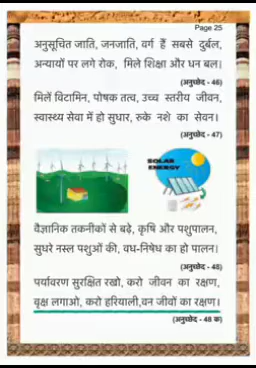 Page 25
अनुसूचित जाति, जनजाति, वर्ग हैं सबसे दुर्बल,
अन्यायों पर लगे रोक, मिले शिक्षा और धन बल।
(अनुच्छेद - 46)
मिलें विटामिन, पोषक तत्व, उच्च स्तरीय जीवन,
स्वास्थ्य सेवा में हो सुधार, रुके नशे का सेवन।
(अनुच्छेद - 47)
SOLAR
ENERGY
वैज्ञानिक तकनीकों से बढ़े, कृषि और पशुपालन,
सुधरे नस्ल पशुओं की, वध-निषेध का हो पालन।
(अनुच्छेद - 48)
पर्यावरण सुरक्षित रखो, करो जीवन का रक्षण,
वृक्ष लगाओ, करो हरियाली,वन जीवों का रक्षण।
(अनुच्छेद - 48 क)